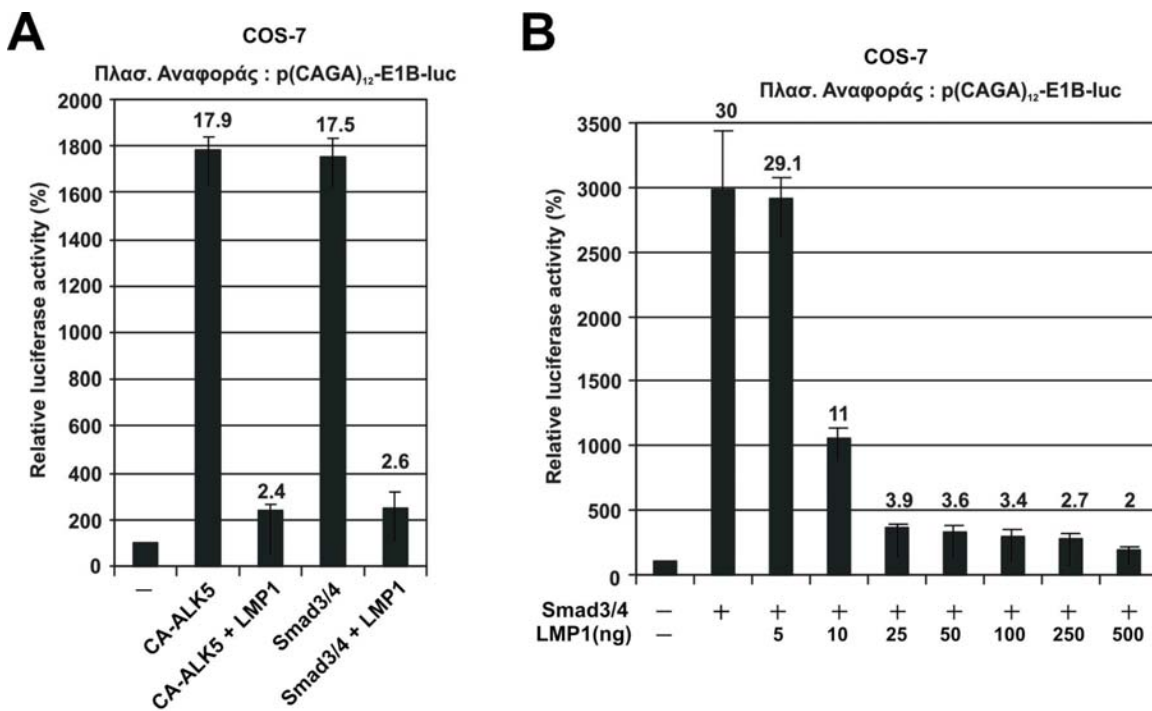 A
COS-7
Πλασ. Αναφοράς : p(CAGA)₁₂-E1B-luc
Relative luciferase activity (%)
2000
1800
1600
1400
1200
1000
800
600
400
200
0
17.9
2.4
17.5
2.6
–
CA-ALK5
CA-ALK5 + LMP1
Smad3/4
Smad3/4 + LMP1
B
COS-7
Πλασ. Αναφοράς : p(CAGA)₁₂-E1B-luc
Relative luciferase activity (%)
3500
3000
2500
2000
1500
1000
500
0
30
29.1
11
3.9 3.6 3.4 2.7 2
Smad3/4 – + + + + + + + +
LMP1(ng) – 5 10 25 50 100 250 500